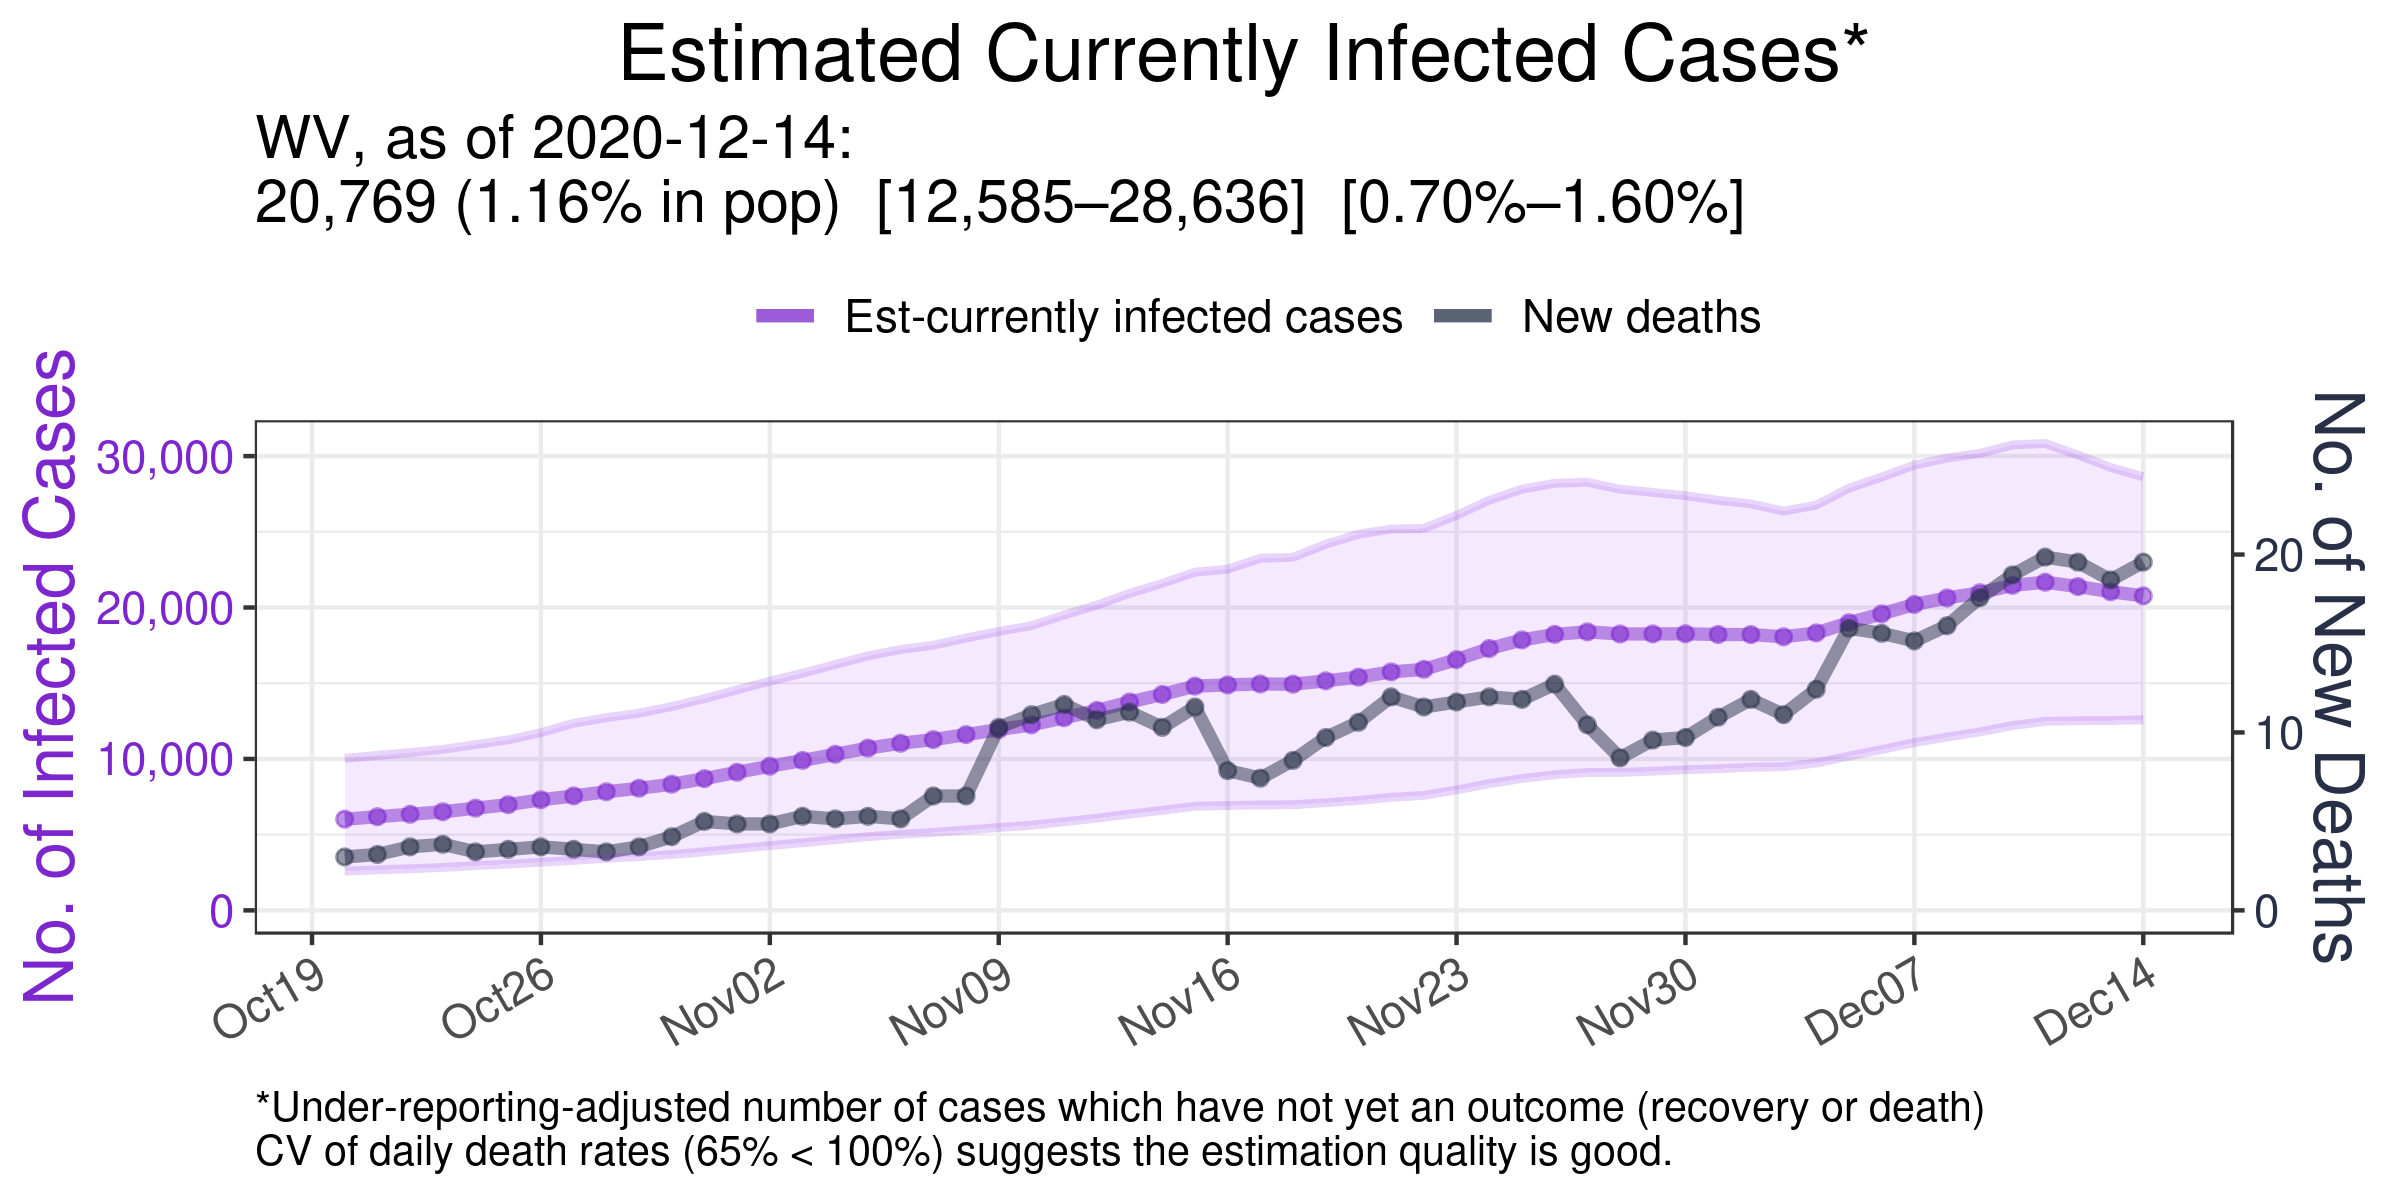 Estimated Currently Infected Cases*
WV, as of 2020-12-14:
20,769 (1.16% in pop)  [12,585–28,636]  [0.70%–1.60%]
Est-currently infected cases
New deaths
No. of Infected Cases
30,000
20,000
10,000
0
No. of New Deaths
20
10
0
Oct19
Oct26
Nov02
Nov09
Nov16
Nov23
Nov30
Dec07
Dec14
*Under-reporting-adjusted number of cases which have not yet an outcome (recovery or death)
CV of daily death rates (65% < 100%) suggests the estimation quality is good.